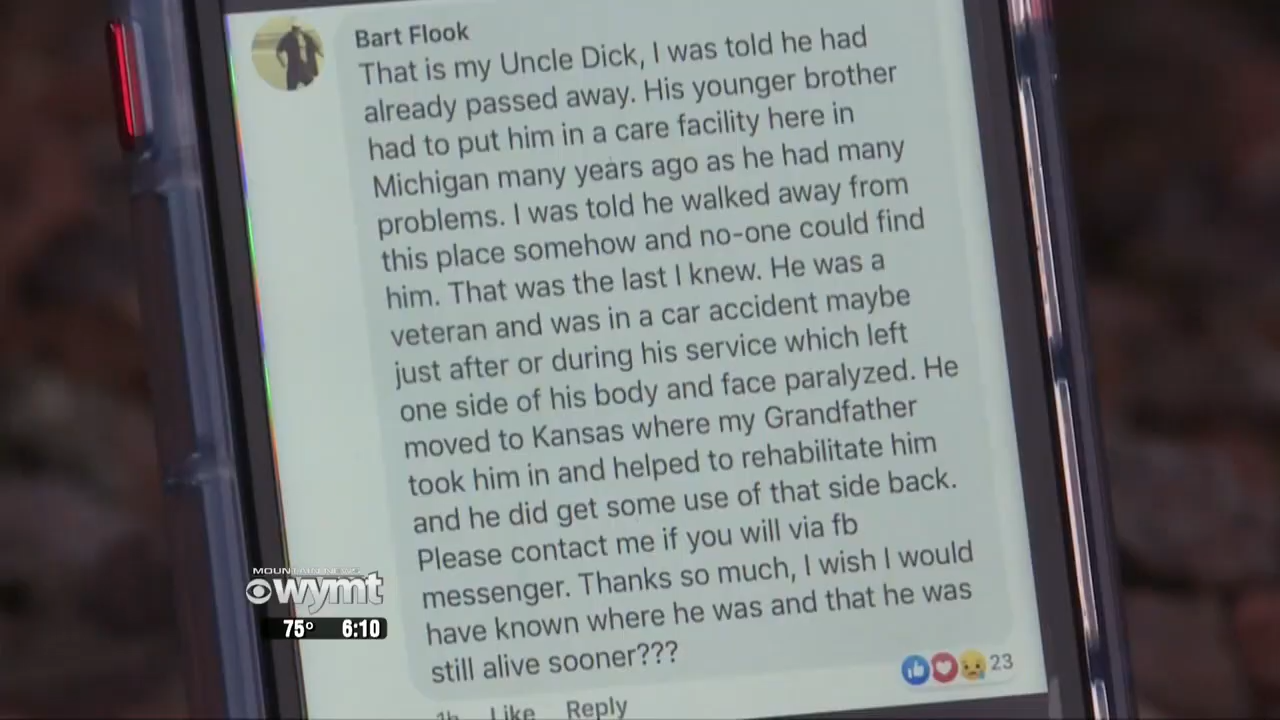 Bart Flook
That is my Uncle Dick, I was told he had
already passed away. His younger brother
had to put him in a care facility here in
Michigan many years ago as he had many
problems. I was told he walked away from
this place somehow and no-one could find
him. That was the last I knew. He was a
veteran and was in a car accident maybe
just after or during his service which left
one side of his body and face paralyzed. He
moved to Kansas where my Grandfather
took him in and helped to rehabilitate him
and he did get some use of that side back.
Please contact me if you will via fb
messenger. Thanks so much, I wish I would
have known where he was and that he was
still alive sooner???
23
1h Like Reply
MOUNTAIN NEWS
wymt
75° 6:10